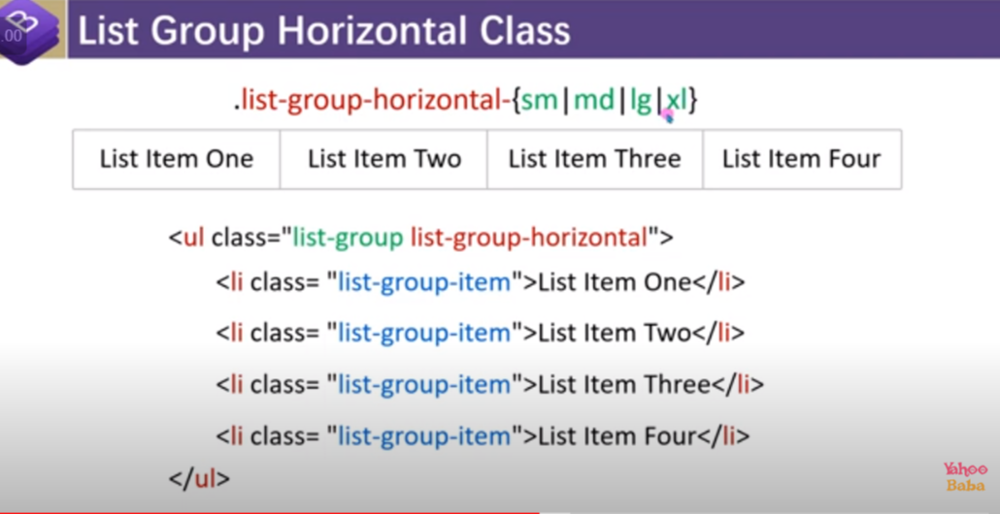 .00
List Group Horizontal Class
.list-group-horizontal-{sm|md|lg|xl}
List Item One List Item Two List Item Three List Item Four
<ul class="list-group list-group-horizontal">
<li class= "list-group-item">List Item One</li>
<li class= "list-group-item">List Item Two</li>
<li class= "list-group-item">List Item Three</li>
<li class= "list-group-item">List Item Four</li>
</ul>
Yahoo
Baba